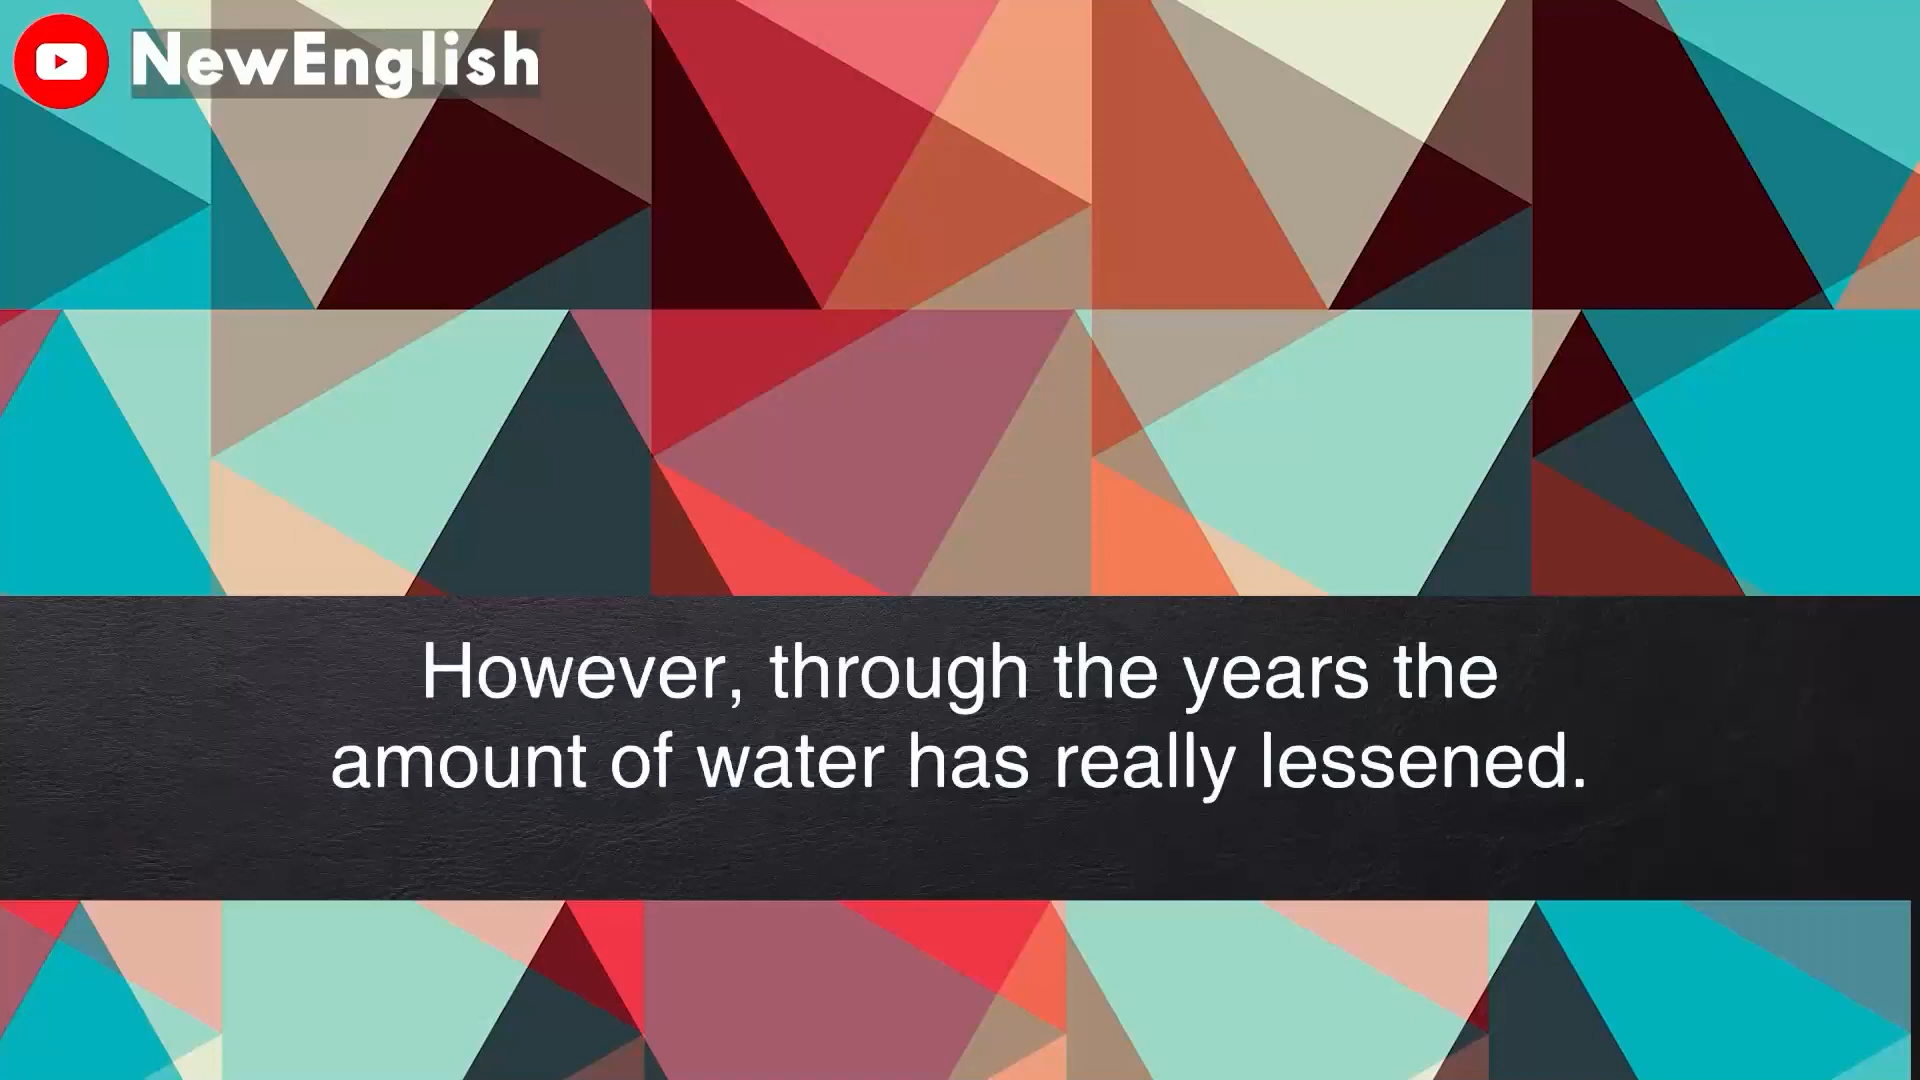 NewEnglish
However, through the years the
amount of water has really lessened.